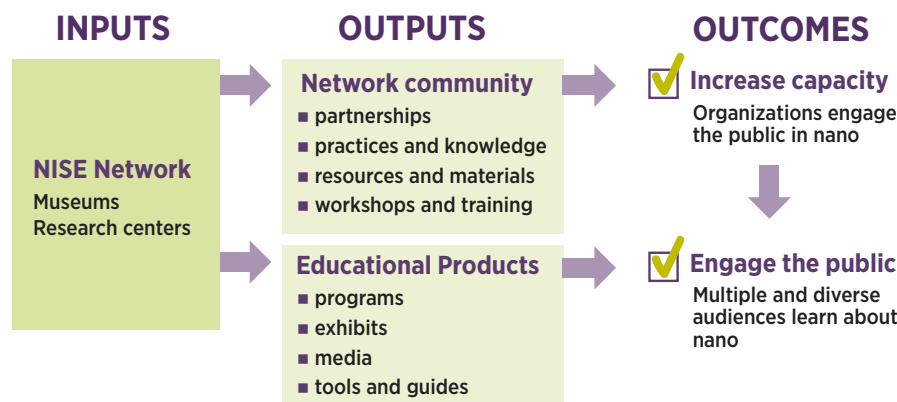 INPUTS
OUTPUTS
OUTCOMES
NISE Network
Museums
Research centers
Network community
■ partnerships
■ practices and knowledge
■ resources and materials
■ workshops and training
Educational Products
■ programs
■ exhibits
■ media
■ tools and guides
Increase capacity
Organizations engage
the public in nano
Engage the public
Multiple and diverse
audiences learn about
nano